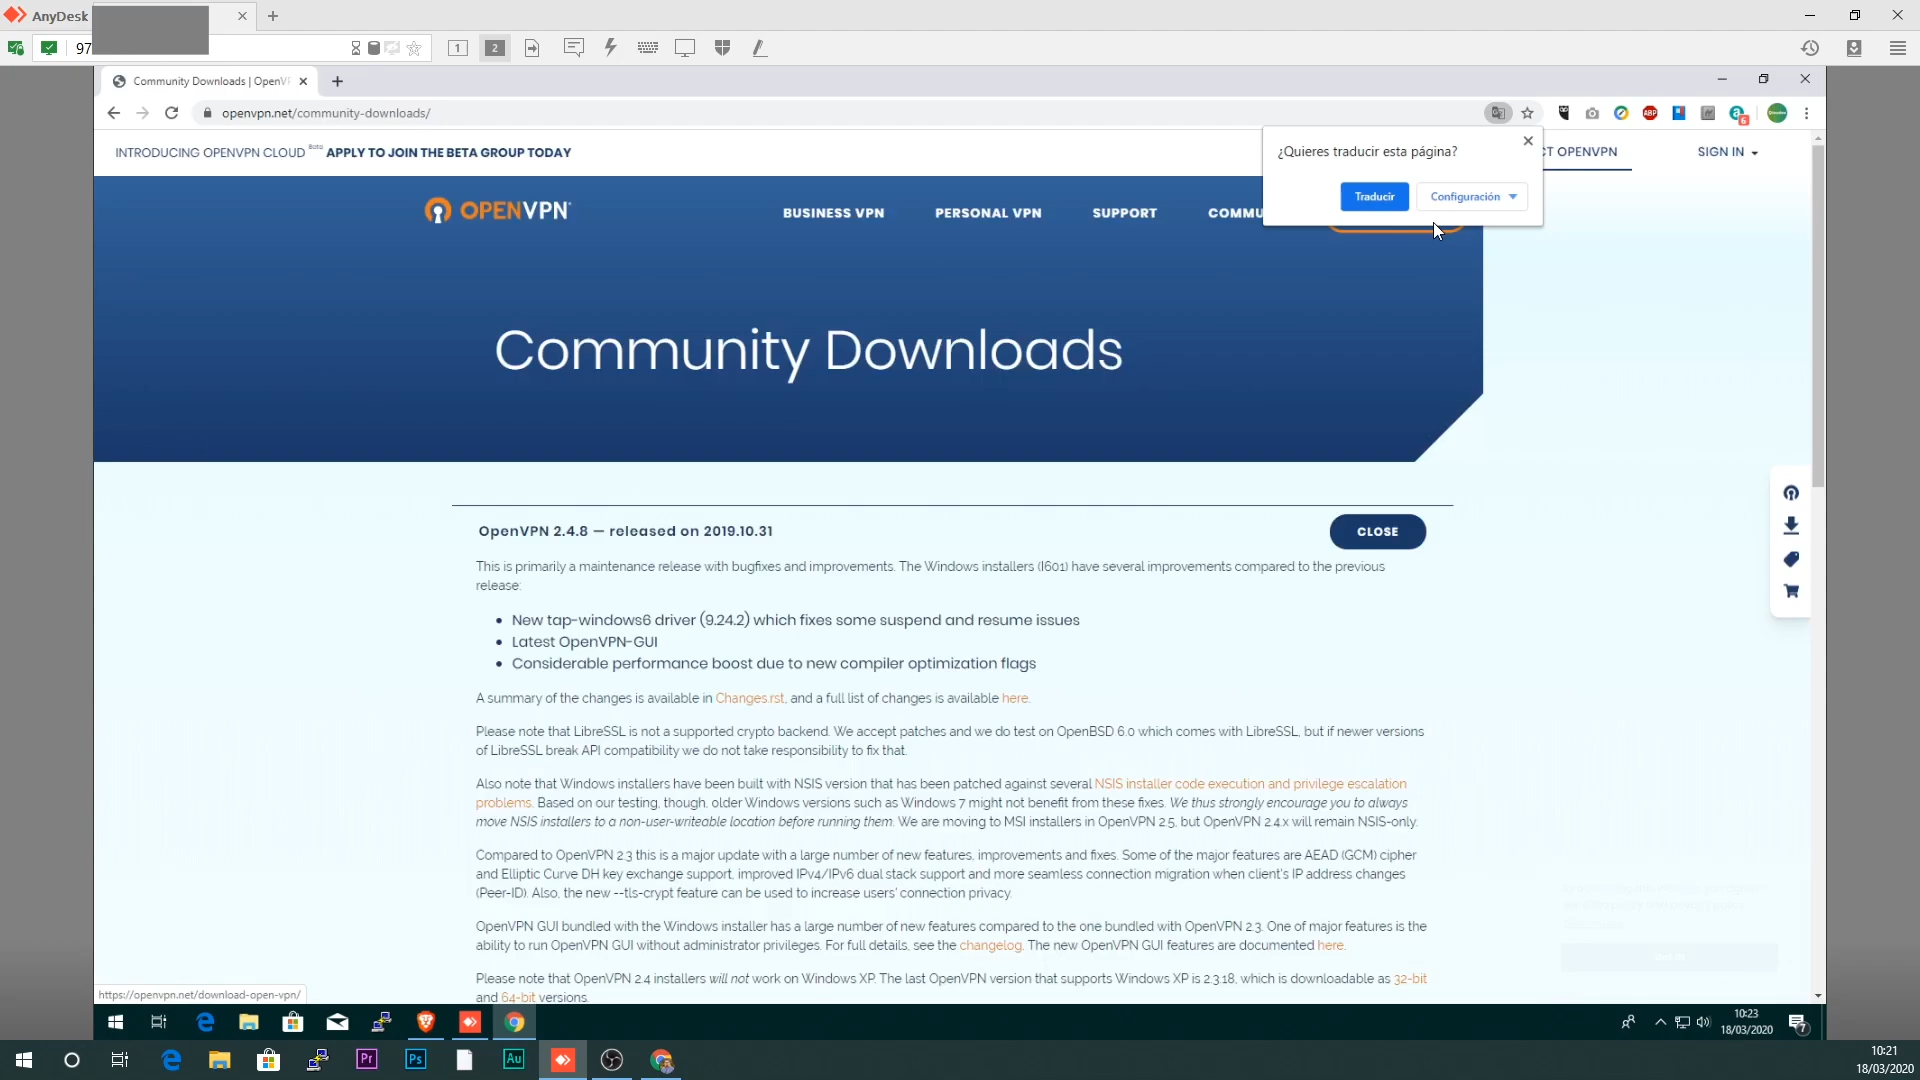 AnyDesk
97
1
2
Community Downloads | OpenVP
openvpn.net/community-downloads/
ABP
6
INTRODUCING OPENVPN CLOUD Beta APPLY TO JOIN THE BETA GROUP TODAY
¿Quieres traducir esta página?
CT OPENVPN
SIGN IN
Traducir
Configuración
OPENVPN
BUSINESS VPN
PERSONAL VPN
SUPPORT
COMMU
Community Downloads
OpenVPN 2.4.8 — released on 2019.10.31
CLOSE
This is primarily a maintenance release with bugfixes and improvements. The Windows installers (I601) have several improvements compared to the previous
release:
• New tap-windows6 driver (9.24.2) which fixes some suspend and resume issues
• Latest OpenVPN-GUI
• Considerable performance boost due to new compiler optimization flags
A summary of the changes is available in Changes.rst, and a full list of changes is available here.
Please note that LibreSSL is not a supported crypto backend. We accept patches and we do test on OpenBSD 6.0 which comes with LibreSSL, but if newer versions
of LibreSSL break API compatibility we do not take responsibility to fix that.
Also note that Windows installers have been built with NSIS version that has been patched against several NSIS installer code execution and privilege escalation
problems. Based on our testing, though, older Windows versions such as Windows 7 might not benefit from these fixes. We thus strongly encourage you to always
move NSIS installers to a non-user-writeable location before running them. We are moving to MSI installers in OpenVPN 2.5, but OpenVPN 2.4.x will remain NSIS-only.
Compared to OpenVPN 2.3 this is a major update with a large number of new features, improvements and fixes. Some of the major features are AEAD (GCM) cipher
and Elliptic Curve DH key exchange support, improved IPv4/IPv6 dual stack support and more seamless connection migration when client's IP address changes
(Peer-ID). Also, the new --tls-crypt feature can be used to increase users' connection privacy.
OpenVPN GUI bundled with the Windows installer has a large number of new features compared to the one bundled with OpenVPN 2.3. One of major features is the
ability to run OpenVPN GUI without administrator privileges. For full details, see the changelog. The new OpenVPN GUI features are documented here.
Please note that OpenVPN 2.4 installers will not work on Windows XP. The last OpenVPN version that supports Windows XP is 2.3.18, which is downloadable as 32-bit
and 64-bit versions.
https://openvpn.net/download-open-vpn/
10:23
18/03/2020
7
Pr
Ps
Au
10:21
18/03/2020